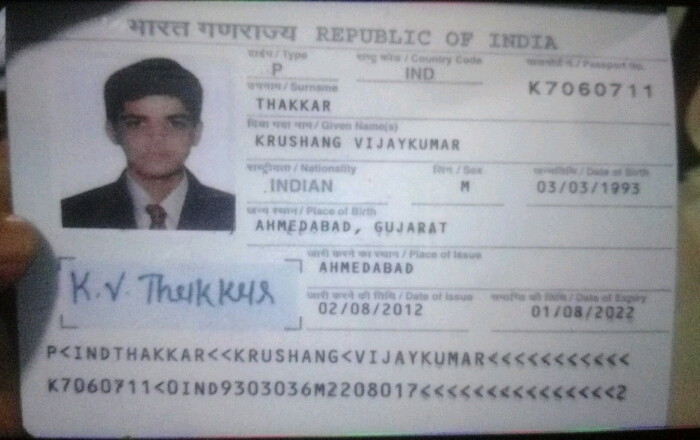 भारत गणराज्य REPUBLIC OF INDIA
टाईप / Type
राष्ट्र कोड / Country Code
पासपोर्ट नं. / Passport No.
P
IND
K7060711
उपनाम / Surname
THAKKAR
दिया गया नाम / Given Name(s)
KRUSHANG VIJAYKUMAR
राष्ट्रीयता / Nationality
लिंग / Sex
जन्मतिथि / Date of Birth
INDIAN
M
03/03/1993
जन्म स्थान / Place of Birth
AHMEDABAD, GUJARAT
जारी करने का स्थान / Place of Issue
AHMEDABAD
जारी करने की तिथि / Date of Issue
समाप्ति की तिथि / Date of Expiry
02/08/2012
01/08/2022
K.V. Thakkar
P<INDTHAKKAR<<KRUSHANG<VIJAYKUMAR<<<<<<<<<<<
K7060711<0IND9303036M2208017<<<<<<<<<<<<<<<2